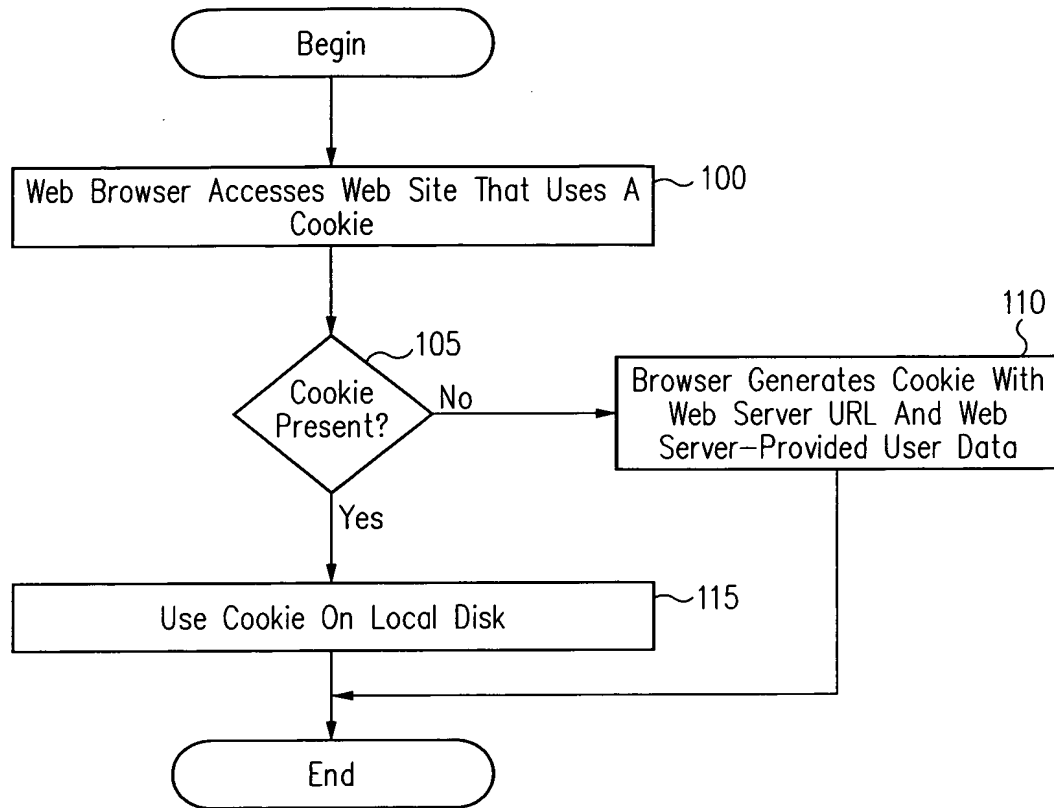 Begin
Web Browser Accesses Web Site That Uses A
Cookie
100
105
Cookie
Present?
No
110
Browser Generates Cookie With
Web Server URL And Web
Server-Provided User Data
Yes
Use Cookie On Local Disk
115
End